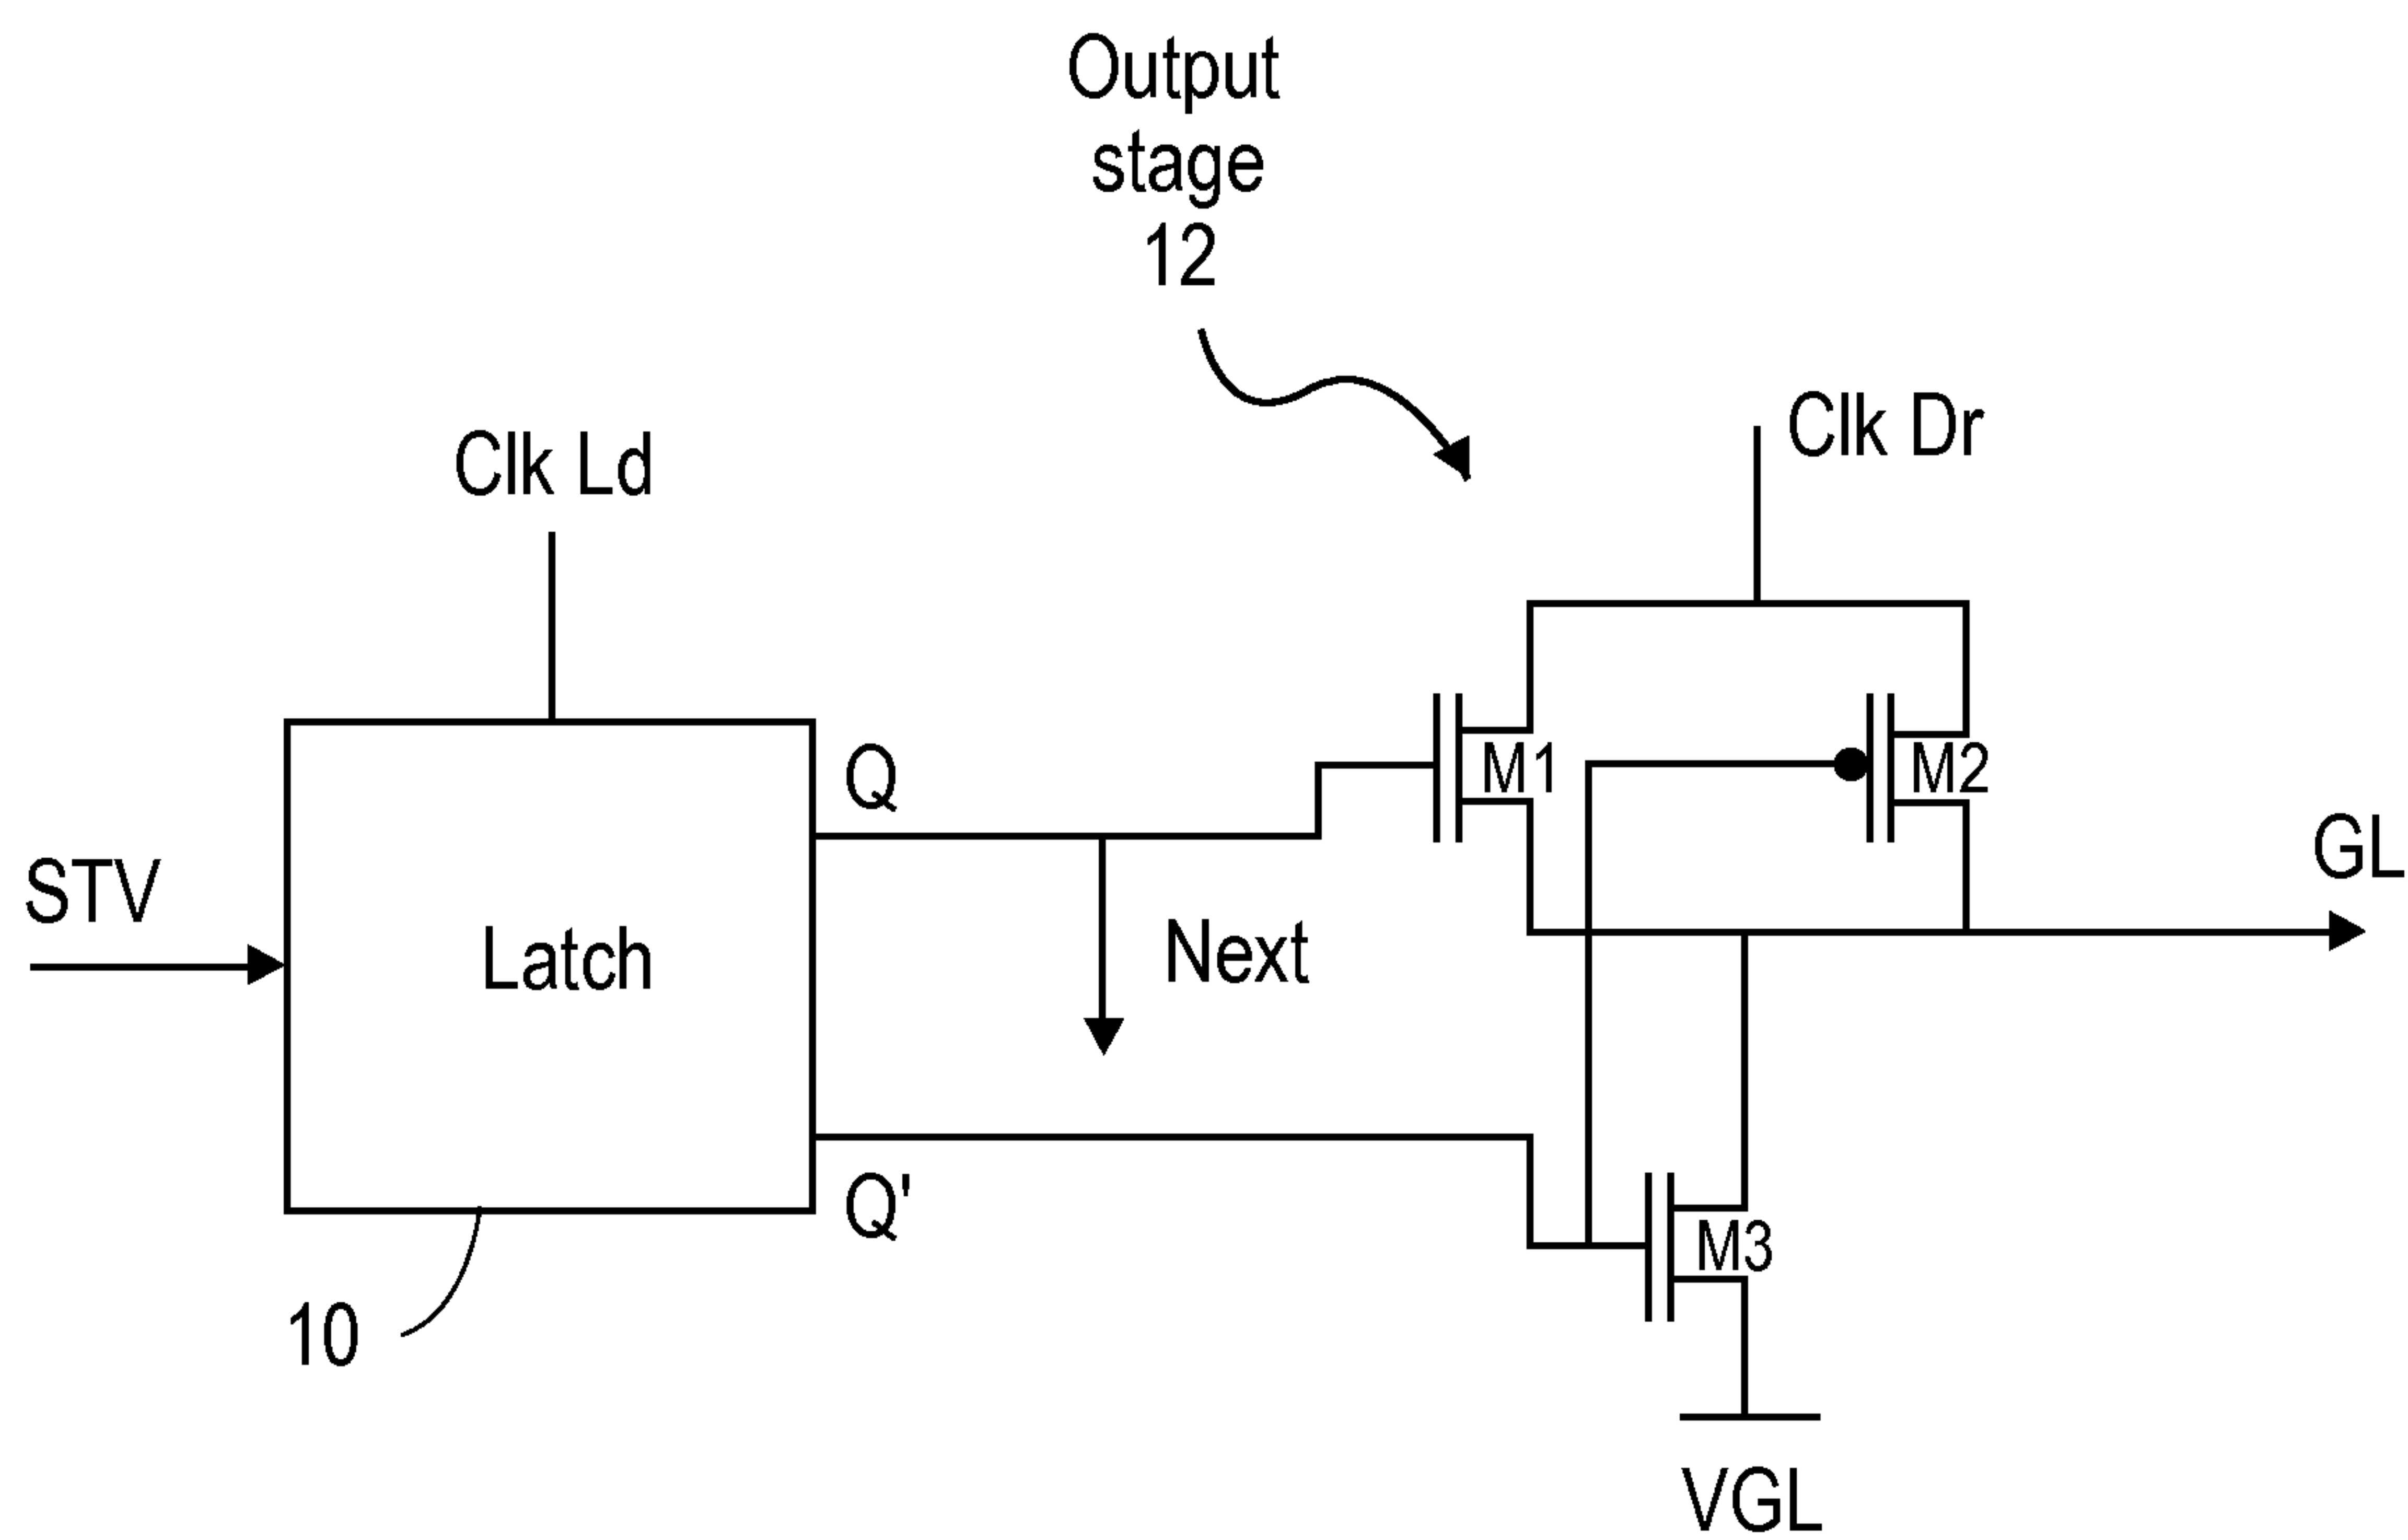 Output
stage
12
Clk Dr
Clk Ld
Q
M1
M2
GL
STV
Latch
Next
Q'
M3
10
VGL